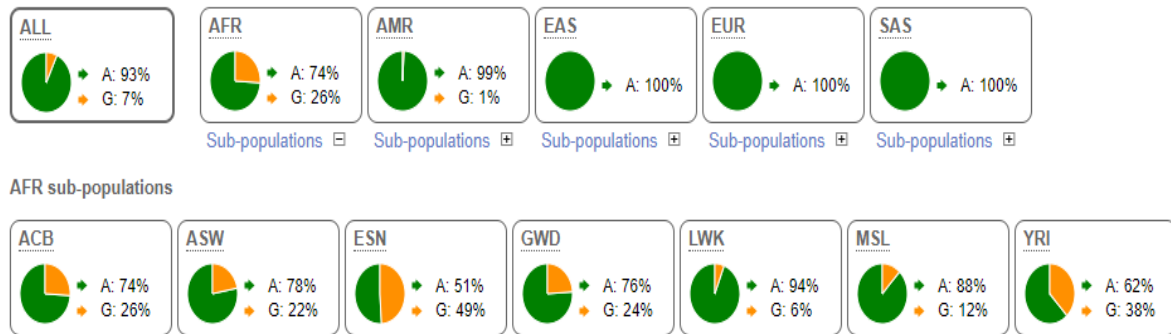 ALL
A: 93%
G: 7%
AFR
A: 74%
G: 26%
Sub-populations
AMR
A: 99%
G: 1%
Sub-populations
EAS
A: 100%
Sub-populations
EUR
A: 100%
Sub-populations
SAS
A: 100%
Sub-populations
AFR sub-populations
ACB
A: 74%
G: 26%
ASW
A: 78%
G: 22%
ESN
A: 51%
G: 49%
GWD
A: 76%
G: 24%
LWK
A: 94%
G: 6%
MSL
A: 88%
G: 12%
YRI
A: 62%
G: 38%